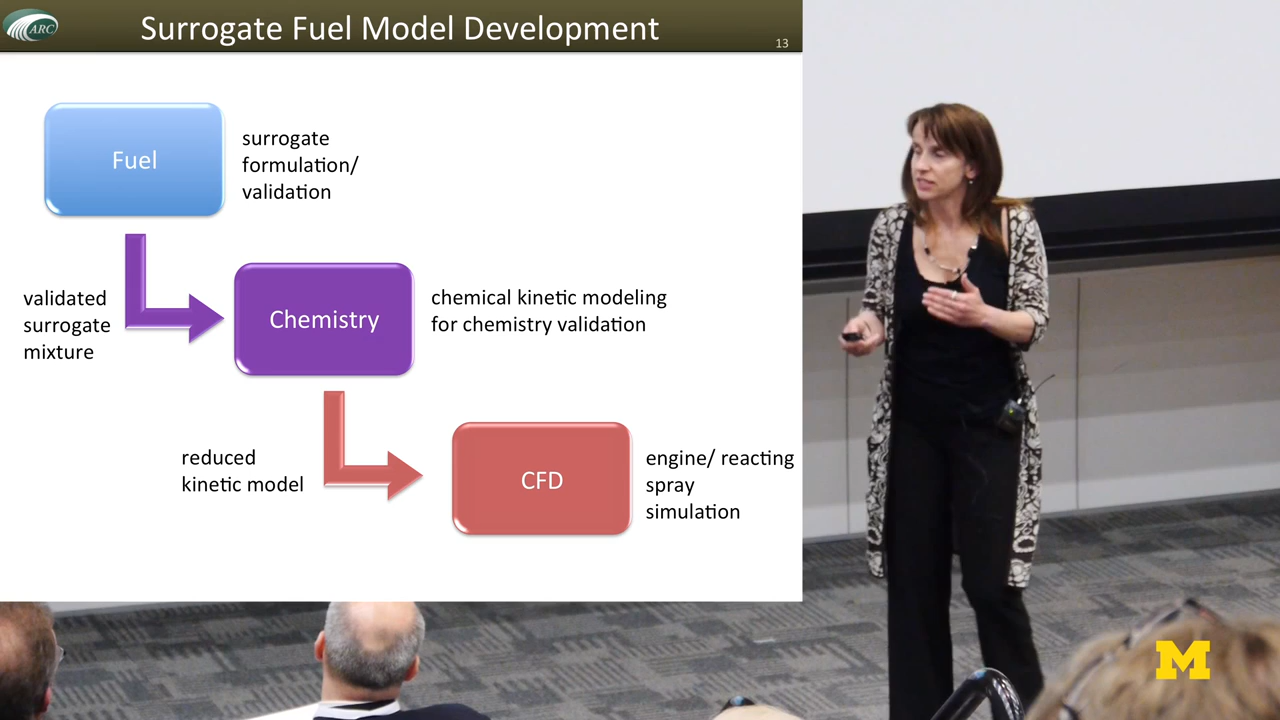 ARC
Surrogate Fuel Model Development
13
Fuel
surrogate
formulation/
validation
validated
surrogate
mixture
Chemistry
chemical kinetic modeling
for chemistry validation
reduced
kinetic model
CFD
engine/ reacting
spray
simulation
M